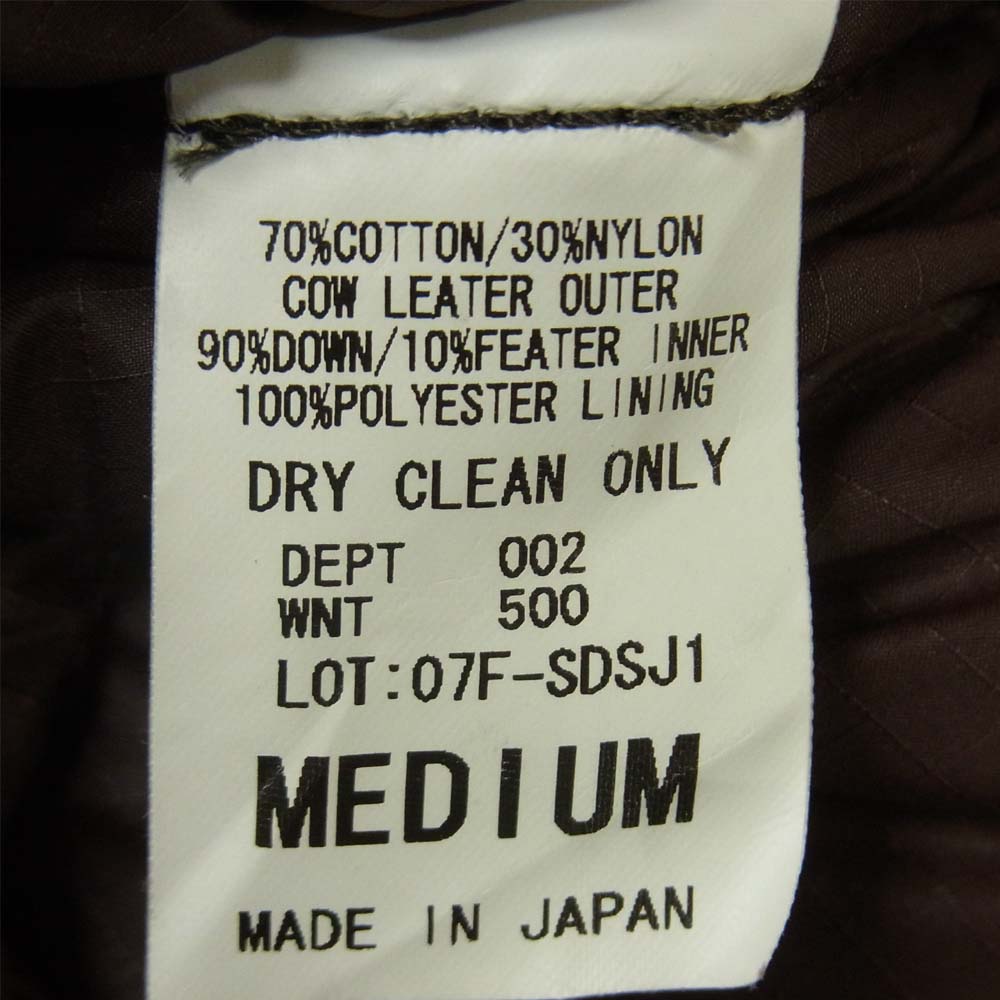 70%COTTON/30%NYLON
COW LEATER OUTER
90%DOWN/10%FEATER INNER
100%POLYESTER LINING
DRY CLEAN ONLY
DEPT 002
WNT 500
LOT:07F-SDSJ1
MEDIUM
MADE IN JAPAN